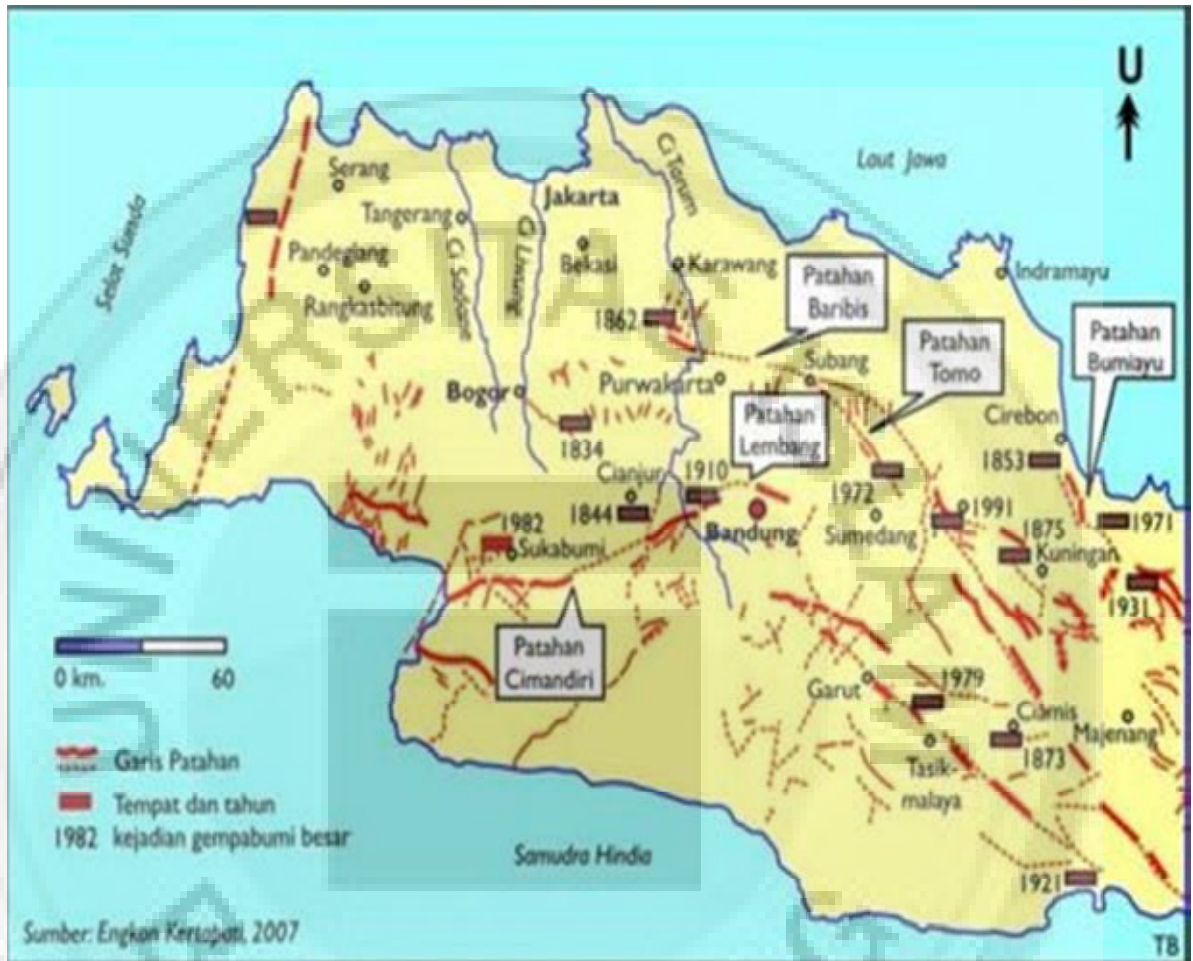 U
Laut Jawa
Selat Sunda
Serang
Jakarta
Ci Tarum
Tangerang
Ci Sadane
Ci Liwung
Pandeglang
Bekasi
Karawang
Indramayu
Rangkasbitung
Patahan
Baribis
1862
Patahan
Tomo
Patahan
Bumiayu
Subang
Purwakarta
Bogor
Patahan
Lembang
Cirebon
1834
1853
Cianjur
1910
1972
1844
Bandung
Sumedang
1991
1971
1982
Sukabumi
1875
Kuningan
1931
Patahan
Cimandiri
0 km.
60
Garut
1979
Ciamis
Majenang
1873
Tasik-
malaya
Garis Patahan
Tempat dan tahun
1982 kejadian gempabumi besar
Samudra Hindia
1921
Sumber: Engkon Kertapati, 2007
TB
UNIVERSITAS